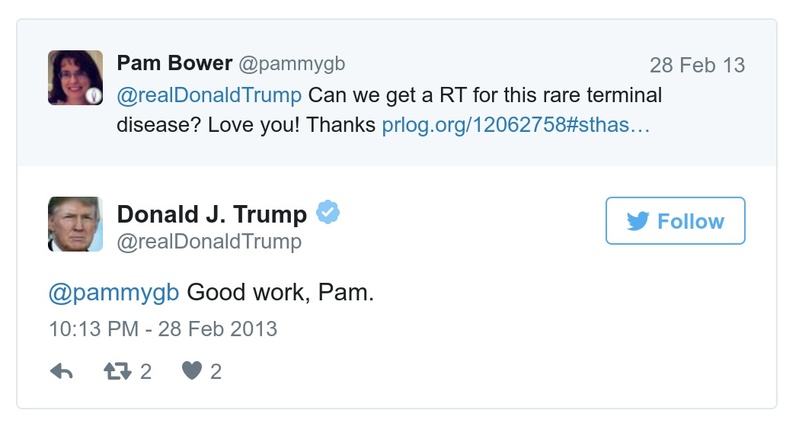 Pam Bower @pammygb 28 Feb 13
@realDonaldTrump Can we get a RT for this rare terminal
disease? Love you! Thanks prlog.org/12062758#sthas…
Donald J. Trump
@realDonaldTrump
Follow
@pammygb Good work, Pam.
10:13 PM - 28 Feb 2013
2 2